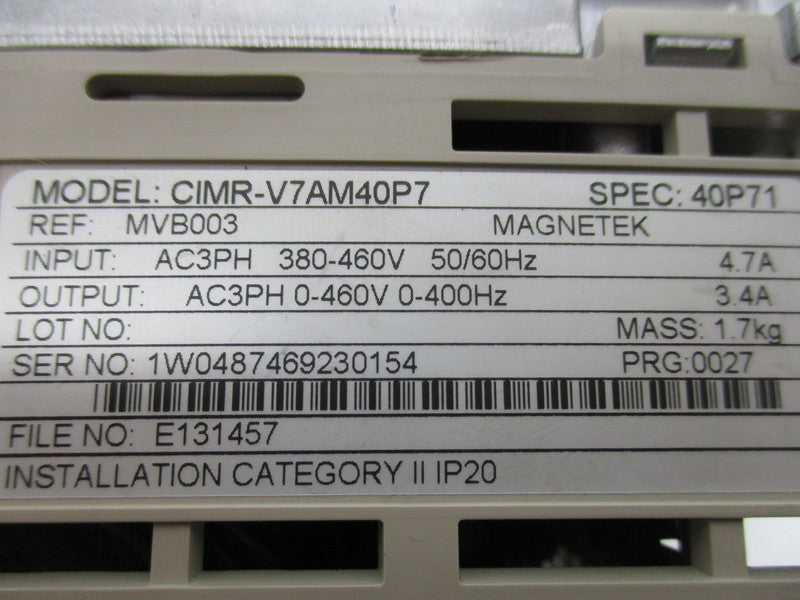 MODEL: CIMR-V7AM40P7 SPEC: 40P71
REF: MVB003 MAGNETEK
INPUT: AC3PH 380-460V 50/60Hz 4.7A
OUTPUT: AC3PH 0-460V 0-400Hz 3.4A
LOT NO: MASS: 1.7kg
SER NO: 1W0487469230154 PRG:0027
FILE NO: E131457
INSTALLATION CATEGORY II IP20